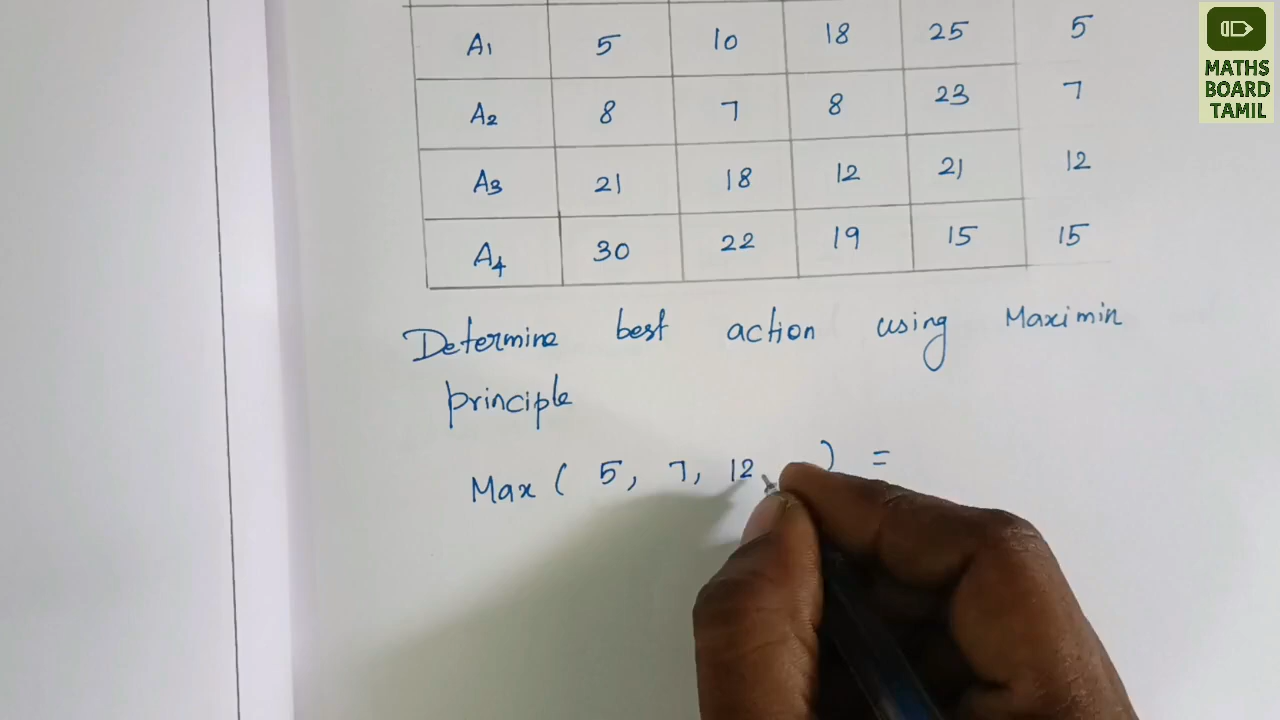 A1 5 10 18 25 5
A2 8 7 8 23 7
A3 21 18 12 21 12
A4 30 22 19 15 15
Determine best action using Maximin
principle
Max ( 5, 7, 12 ) =
MATHS
BOARD
TAMIL